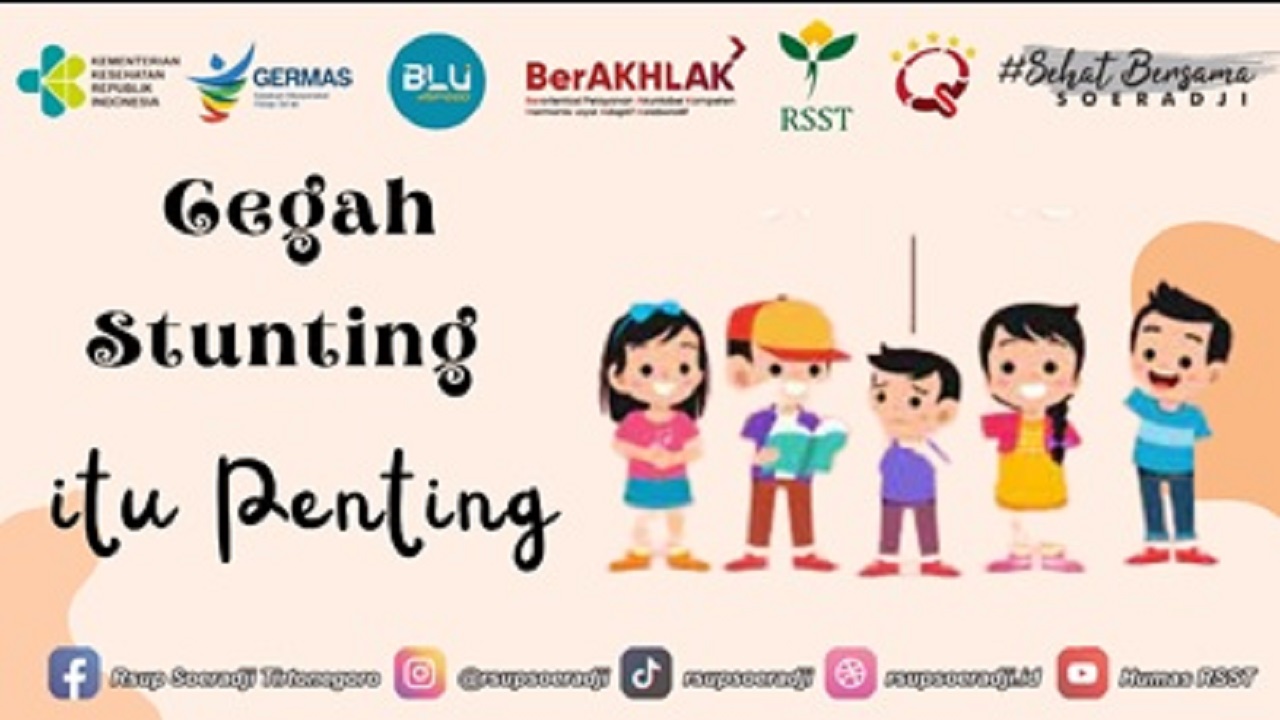 KEMENTERIAN
KESEHATAN
REPUBLIK
INDONESIA
GERMAS
BLU
BerAKHLAK
RSST
#Sehat Bersama
SOERADJI
Cegah
Stunting
itu Penting
Rsup Soeradji Tirtonegoro
@rsupsoeradji
rsupsoeradji
rsupsoeradji.id
Humas RSST